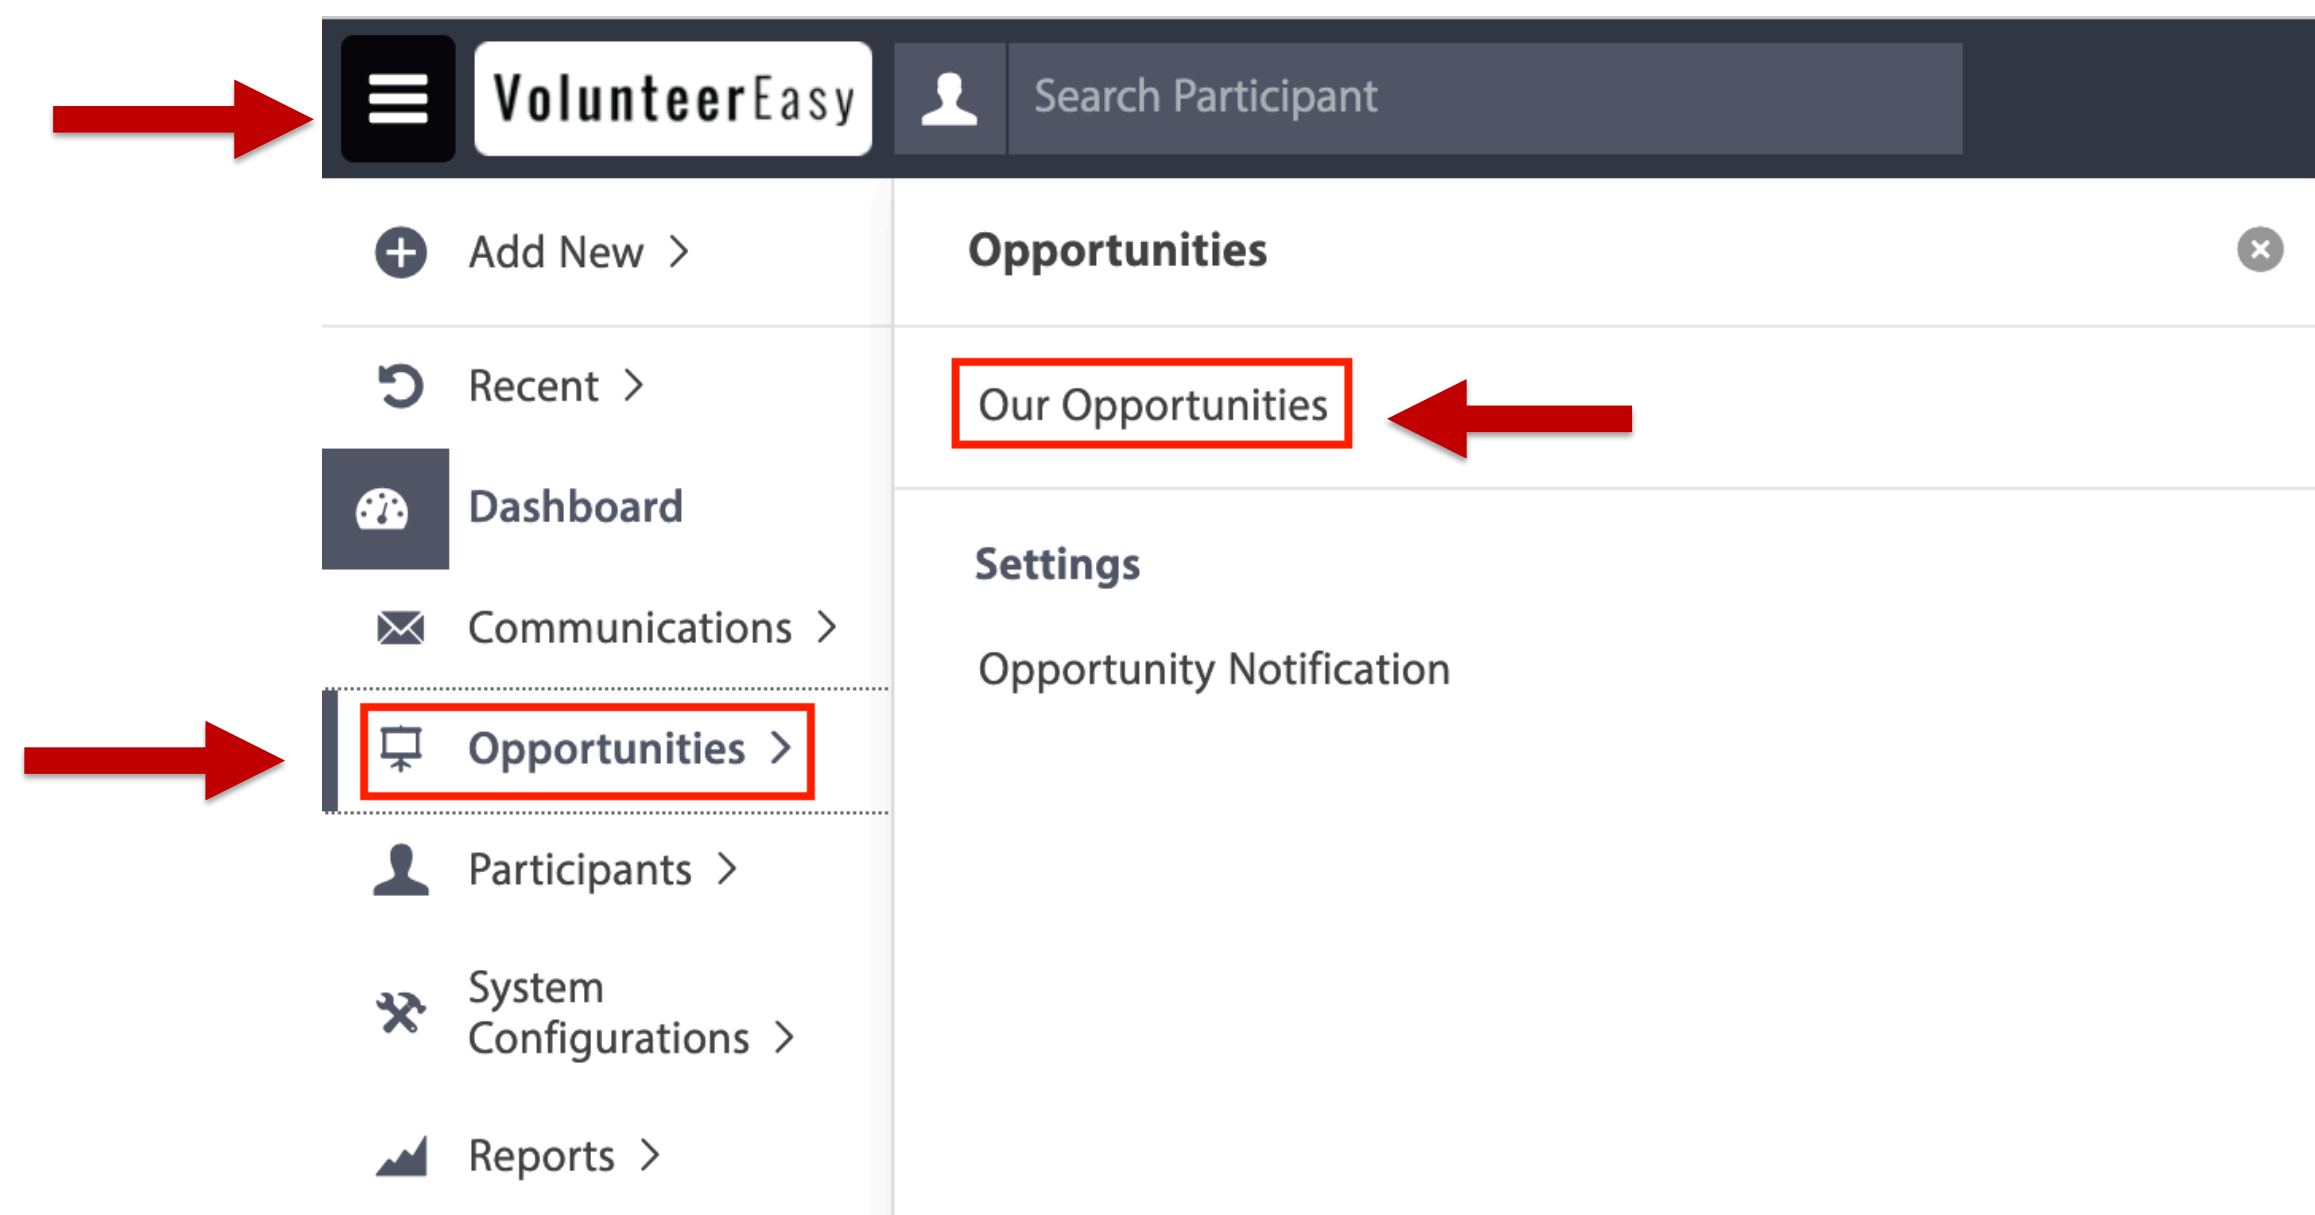 VolunteerEasy
Search Participant
Add New
Recent
Dashboard
Communications
Opportunities
Participants
System
Configurations
Reports
Opportunities
Our Opportunities
Settings
Opportunity Notification